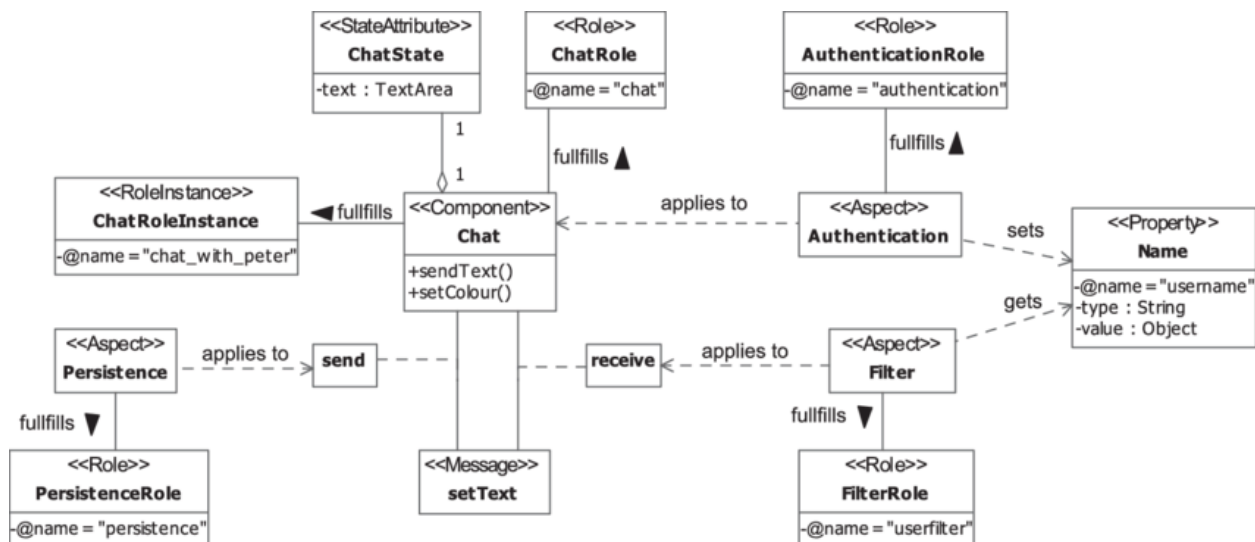 <<StateAttribute>>
ChatState
-text : TextArea
<<Role>>
ChatRole
-@name="chat"
<<Role>>
AuthenticationRole
-@name="authentication"
1
1
fullfills
fullfills
<<RoleInstance>>
ChatRoleInstance
-@name="chat_with_peter"
fullfills
<<Component>>
Chat
+sendText()
+setColour()
applies to
<<Aspect>>
Authentication
sets
<<Property>>
Name
-@name="username"
-type : String
-value : Object
gets
<<Aspect>>
Persistence
applies to
send
receive
applies to
<<Aspect>>
Filter
fullfills
fullfills
<<Role>>
PersistenceRole
-@name="persistence"
<<Message>>
setText
<<Role>>
FilterRole
-@name="userfilter"